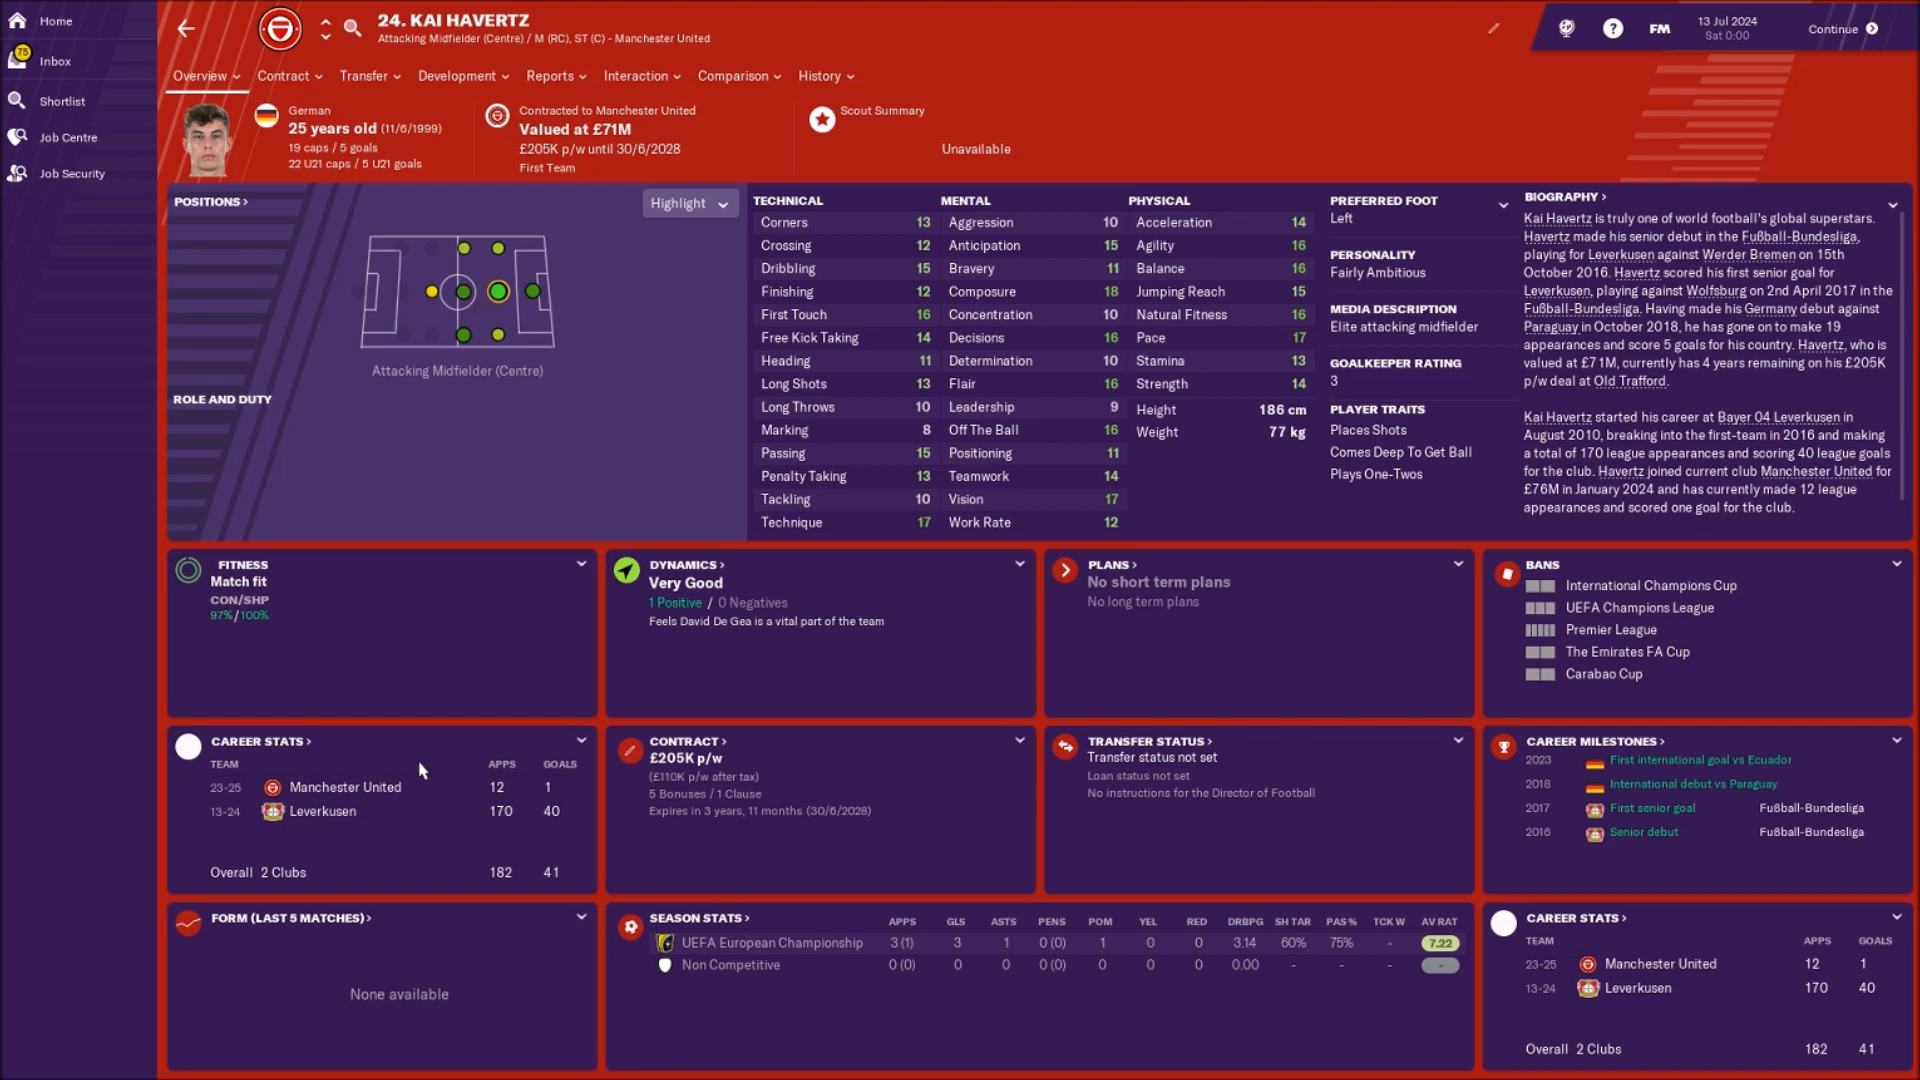 Home
75
Inbox
Shortlist
Job Centre
Job Security
24. KAI HAVERTZ
Attacking Midfielder (Centre) / M (RC), ST (C) - Manchester United
FM
13 Jul 2024
Sat 0:00
Continue
Overview
Contract
Transfer
Development
Reports
Interaction
Comparison
History
German
25 years old (11/6/1999)
19 caps / 5 goals
22 U21 caps / 5 U21 goals
Contracted to Manchester United
Valued at £71M
£205K p/w until 30/6/2028
First Team
Scout Summary
Unavailable
POSITIONS >
Highlight
Attacking Midfielder (Centre)
ROLE AND DUTY
TECHNICAL
Corners 13
Crossing 12
Dribbling 15
Finishing 12
First Touch 16
Free Kick Taking 14
Heading 11
Long Shots 13
Long Throws 10
Marking 8
Passing 15
Penalty Taking 13
Tackling 10
Technique 17
MENTAL
Aggression 10
Anticipation 15
Bravery 11
Composure 18
Concentration 10
Decisions 16
Determination 10
Flair 16
Leadership 9
Off The Ball 16
Positioning 11
Teamwork 14
Vision 17
Work Rate 12
PHYSICAL
Acceleration 14
Agility 16
Balance 16
Jumping Reach 15
Natural Fitness 16
Pace 17
Stamina 13
Strength 14
Height 186 cm
Weight 77 kg
PREFERRED FOOT
Left
PERSONALITY
Fairly Ambitious
MEDIA DESCRIPTION
Elite attacking midfielder
GOALKEEPER RATING
3
PLAYER TRAITS
Places Shots
Comes Deep To Get Ball
Plays One-Twos
BIOGRAPHY >
Kai Havertz is truly one of world football's global superstars.
Havertz made his senior debut in the Fußball-Bundesliga,
playing for Leverkusen against Werder Bremen on 15th
October 2016. Havertz scored his first senior goal for
Leverkusen, playing against Wolfsburg on 2nd April 2017 in the
Fußball-Bundesliga. Having made his Germany debut against
Paraguay in October 2018, he has gone on to make 19
appearances and score 5 goals for his country. Havertz, who is
valued at £71M, currently has 4 years remaining on his £205K
p/w deal at Old Trafford.
Kai Havertz started his career at Bayer 04 Leverkusen in
August 2010, breaking into the first-team in 2016 and making
a total of 170 league appearances and scoring 40 league goals
for the club. Havertz joined current club Manchester United for
£76M in January 2024 and has currently made 12 league
appearances and scored one goal for the club.
FITNESS
Match fit
CON/SHP
97%/100%
DYNAMICS >
Very Good
1 Positive / 0 Negatives
Feels David De Gea is a vital part of the team
PLANS >
No short term plans
No long term plans
BANS
International Champions Cup
UEFA Champions League
Premier League
The Emirates FA Cup
Carabao Cup
CAREER STATS >
TEAM APPS GOALS
23-25 Manchester United 12 1
13-24 Leverkusen 170 40
Overall 2 Clubs 182 41
CONTRACT >
£205K p/w
(£110K p/w after tax)
5 Bonuses / 1 Clause
Expires in 3 years, 11 months (30/6/2028)
TRANSFER STATUS >
Transfer status not set
Loan status not set
No instructions for the Director of Football
CAREER MILESTONES >
2023 First international goal vs Ecuador
2018 International debut vs Paraguay
2017 First senior goal Fußball-Bundesliga
2016 Senior debut Fußball-Bundesliga
FORM (LAST 5 MATCHES) >
None available
SEASON STATS > APPS GLS ASTS PENS POM YEL RED DRBPG SH TAR PAS % TCK W AV RAT
UEFA European Championship 3 (1) 3 1 0 (0) 1 0 0 3.14 60% 75% - 7.22
Non Competitive 0 (0) 0 0 0 (0) 0 0 0 0.00 - - - -
CAREER STATS >
TEAM APPS GOALS
23-25 Manchester United 12 1
13-24 Leverkusen 170 40
Overall 2 Clubs 182 41